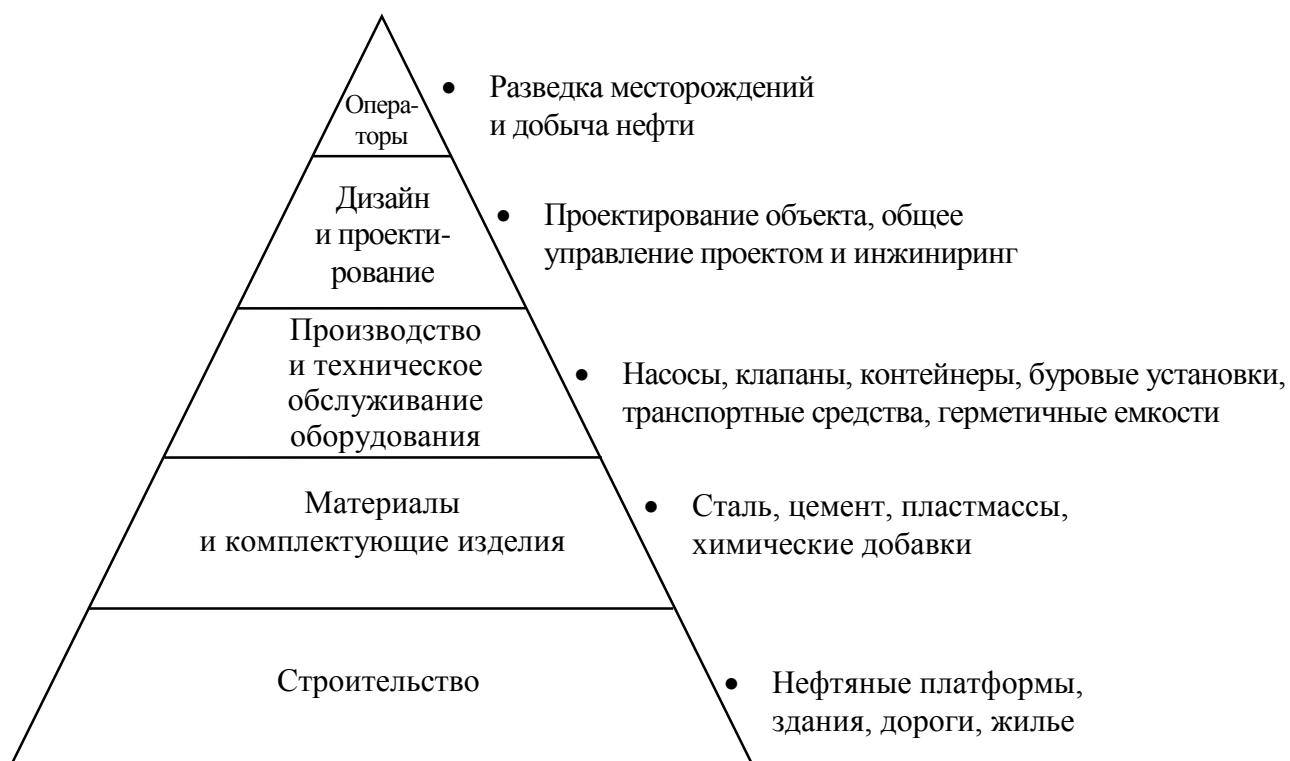 Опера-
торы
• Разведка месторождений
и добыча нефти
Дизайн
и проекти-
рование
• Проектирование объекта, общее
управление проектом и инжиниринг
Производство
и техническое
обслуживание
оборудования
• Насосы, клапаны, контейнеры, буровые установки,
транспортные средства, герметичные емкости
Материалы
и комплектующие изделия
• Сталь, цемент, пластмассы,
химические добавки
Строительство
• Нефтяные платформы,
здания, дороги, жилье